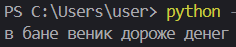 PS C:\Users\user> python -
в бане веник дороже денег